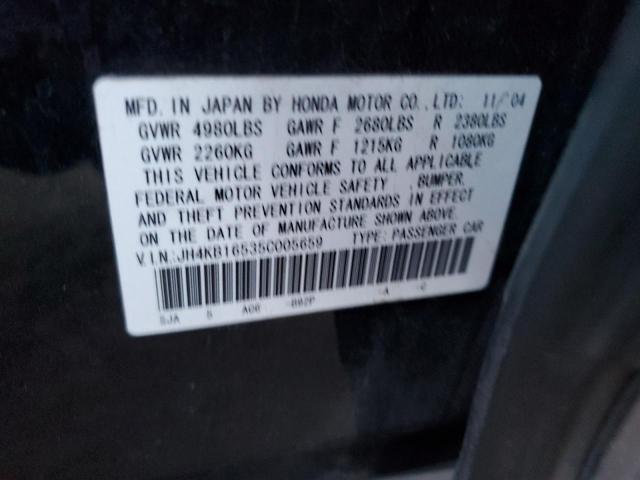 MFD. IN JAPAN BY HONDA MOTOR CO., LTD: 11/04
GVWR 4980LBS GAWR F 2680LBS R 2380LBS
GVWR 2260KG GAWR F 1215KG R 1080KG
THIS VEHICLE CONFORMS TO ALL APPLICABLE
FEDERAL MOTOR VEHICLE SAFETY , BUMPER,
AND THEFT PREVENTION STANDARDS IN EFFECT
ON THE DATE OF MANUFACTURE SHOWN ABOVE.
V.I.N.:JH4KB16535C005659 TYPE: PASSENGER CAR
SJA 5 A06 -B92P -A -C